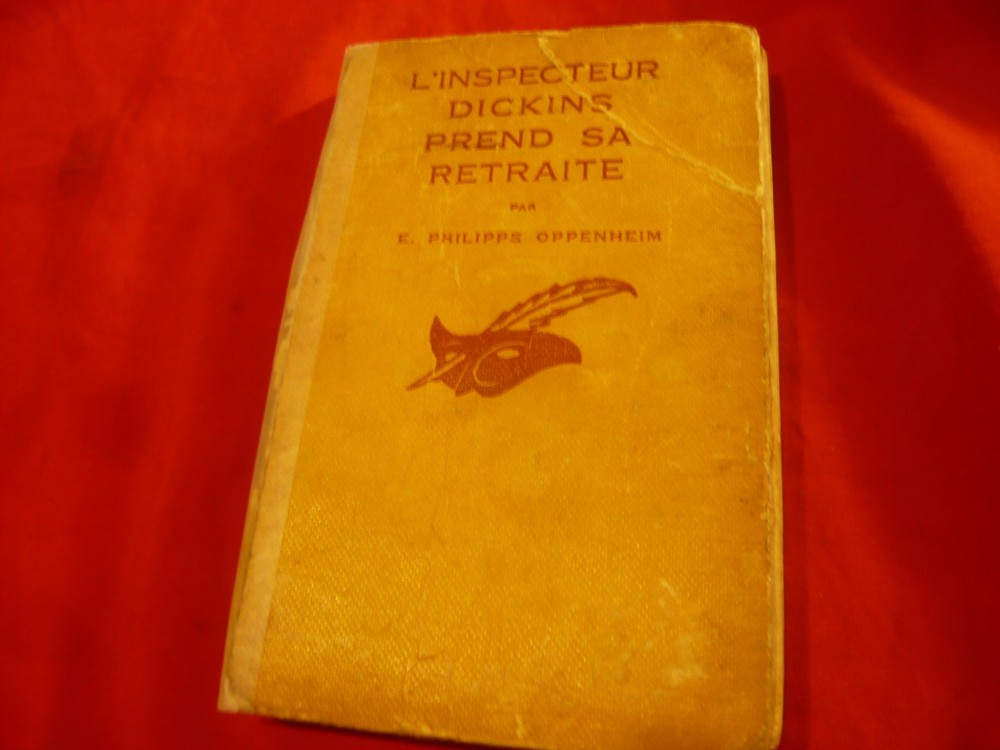 L'INSPECTEUR
DICKINS
PREND SA
RETRAITE
PAR
E. PHILIPPS OPPENHEIM